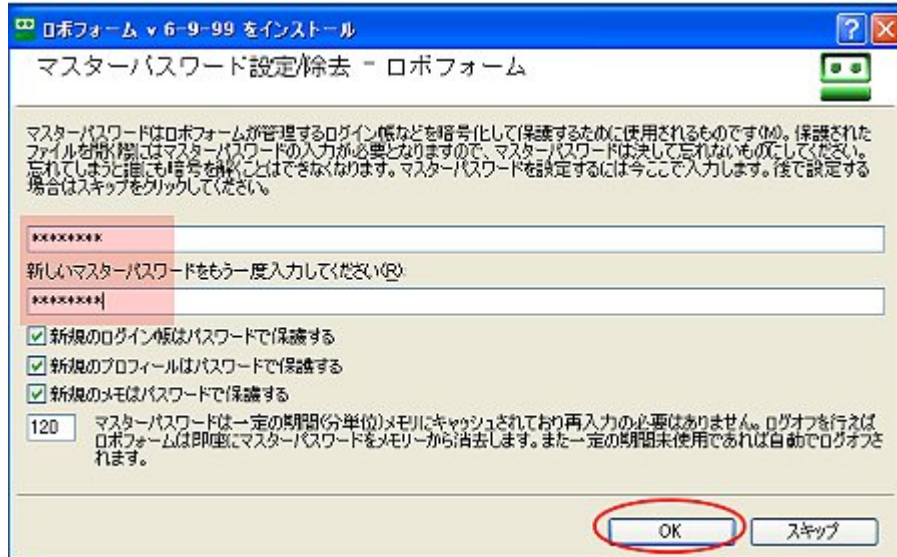 ロボフォーム v 6-9-99 をインストール
マスターパスワード設定/除去 - ロボフォーム
マスターパスワードはロボフォームが管理するログイン帳などを暗号化して保護するために使用されるものです(M)。保護された
ファイルを開く際にはマスターパスワードの入力が必要となりますので、マスターパスワードは決して忘れないものにしてください。
忘れてしまうと誰にも暗号を解くことはできなくなります。マスターパスワードを設定するには今ここで入力します。後で設定する
場合はスキップをクリックしてください。
********
新しいマスターパスワードをもう一度入力してください(R):
********
新規のログイン帳はパスワードで保護する
新規のプロフィールはパスワードで保護する
新規のメモはパスワードで保護する
120 マスターパスワードは一定の期間(分単位)メモリにキャッシュされており再入力の必要はありません。ログオフを行えば
ロボフォームは即座にマスターパスワードをメモリーから消去します。また一定の期間未使用であれば自動でログオフさ
れます。
OK スキップ